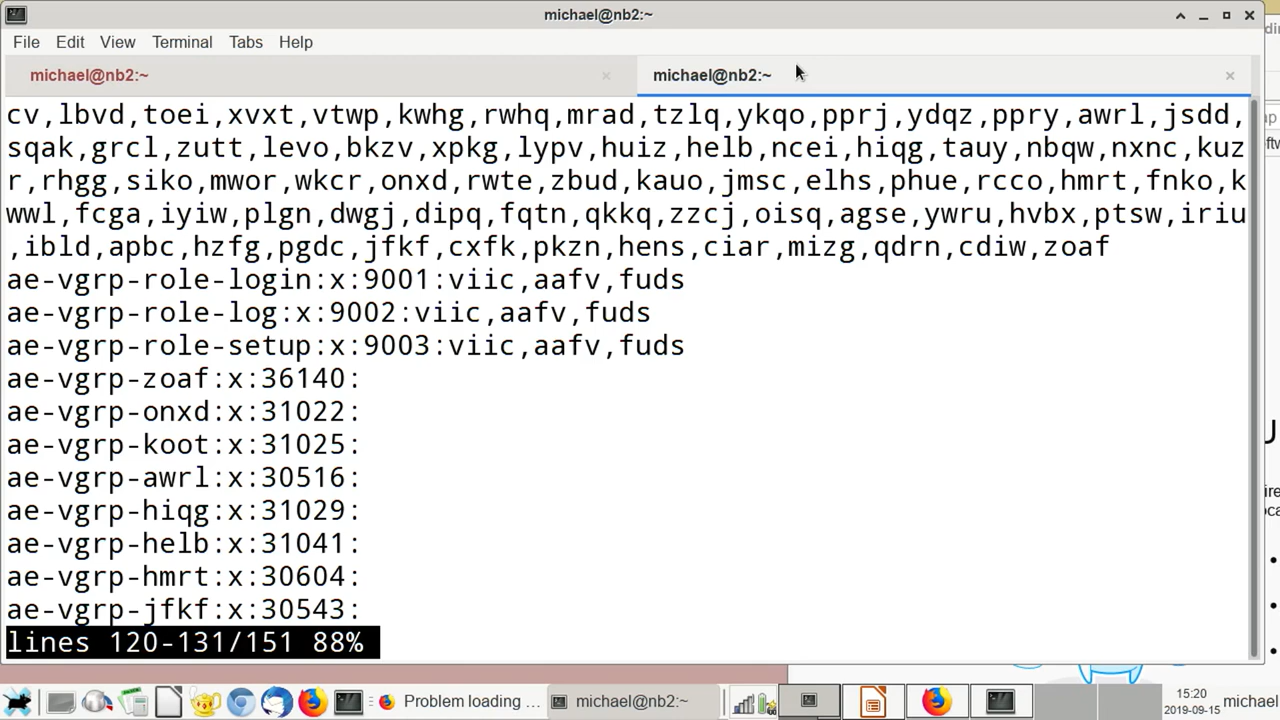 michael@nb2:~
File Edit View Terminal Tabs Help
michael@nb2:~ × michael@nb2:~ ×
cv,lbvd,toei,xvxt,vtwp,kwhg,rwhq,mrad,tzlq,ykqo,pprj,ydqz,ppry,awrl,jsdd,
sqak,grcl,zutt,levo,bkzv,xpkg,lypv,huiz,helb,ncei,hiqg,tauy,nbqw,nxnc,kuz
r,rhgg,siko,mwor,wkcr,onxd,rwte,zbud,kauo,jmsc,elhs,phue,rcco,hmrt,fnko,k
wwl,fcga,iyiw,plgn,dwgj,dipq,fqtn,qkkq,zzcj,oisq,agse,ywru,hvbx,ptsw,iriu
,ibld,apbc,hzfg,pgdc,jfkf,cxfk,pkzn,hens,ciar,mizg,qdrn,cdiw,zoaf
ae-vgrp-role-login:x:9001:viic,aafv,fuds
ae-vgrp-role-log:x:9002:viic,aafv,fuds
ae-vgrp-role-setup:x:9003:viic,aafv,fuds
ae-vgrp-zoaf:x:36140:
ae-vgrp-onxd:x:31022:
ae-vgrp-koot:x:31025:
ae-vgrp-awrl:x:30516:
ae-vgrp-hiqg:x:31029:
ae-vgrp-helb:x:31041:
ae-vgrp-hmrt:x:30604:
ae-vgrp-jfkf:x:30543:
lines 120-131/151 88%
Problem loading ... michael@nb2:~ 15:20 michael
2019-09-15